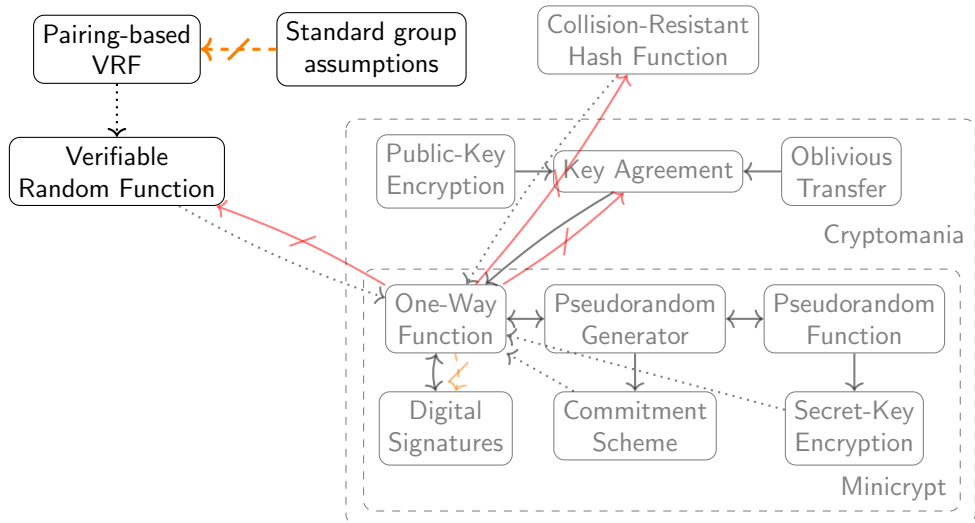 Pairing-based
VRF
Standard group
assumptions
Collision-Resistant
Hash Function
Verifiable
Random Function
Public-Key
Encryption
Key Agreement
Oblivious
Transfer
Cryptomania
One-Way
Function
Pseudorandom
Generator
Pseudorandom
Function
Digital
Signatures
Commitment
Scheme
Secret-Key
Encryption
Minicrypt